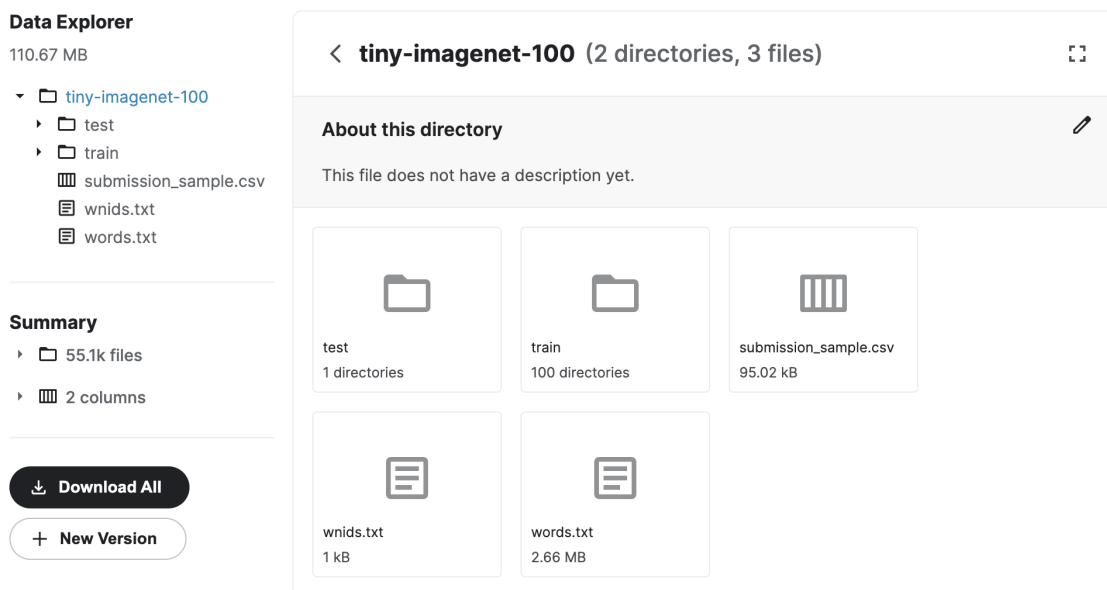 Data Explorer
110.67 MB
tiny-imagenet-100
test
train
submission_sample.csv
wnids.txt
words.txt
Summary
55.1k files
2 columns
Download All
New Version
tiny-imagenet-100 (2 directories, 3 files)
About this directory
This file does not have a description yet.
test
1 directories
train
100 directories
submission_sample.csv
95.02 kB
wnids.txt
1 kB
words.txt
2.66 MB